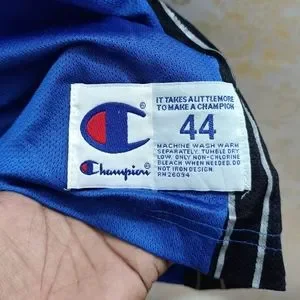 Champion
IT TAKES A LITTLE MORE
TO MAKE A CHAMPION
44
MACHINE WASH WARM
SEPARATELY. TUMBLE DRY
LOW. ONLY NON-CHLORINE
BLEACH WHEN NEEDED. DO
NOT IRON DESIGN.
RN26094